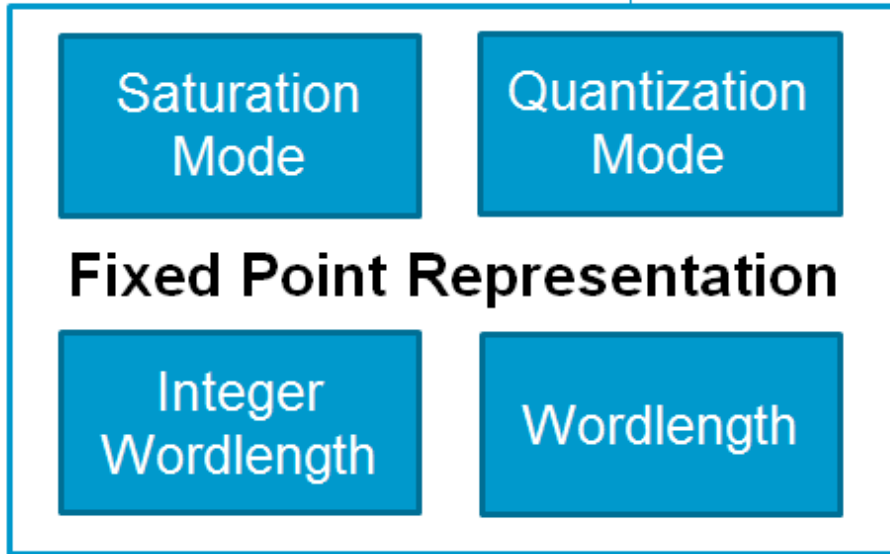 Saturation
Mode
Quantization
Mode
Fixed Point Representation
Integer
Wordlength
Wordlength